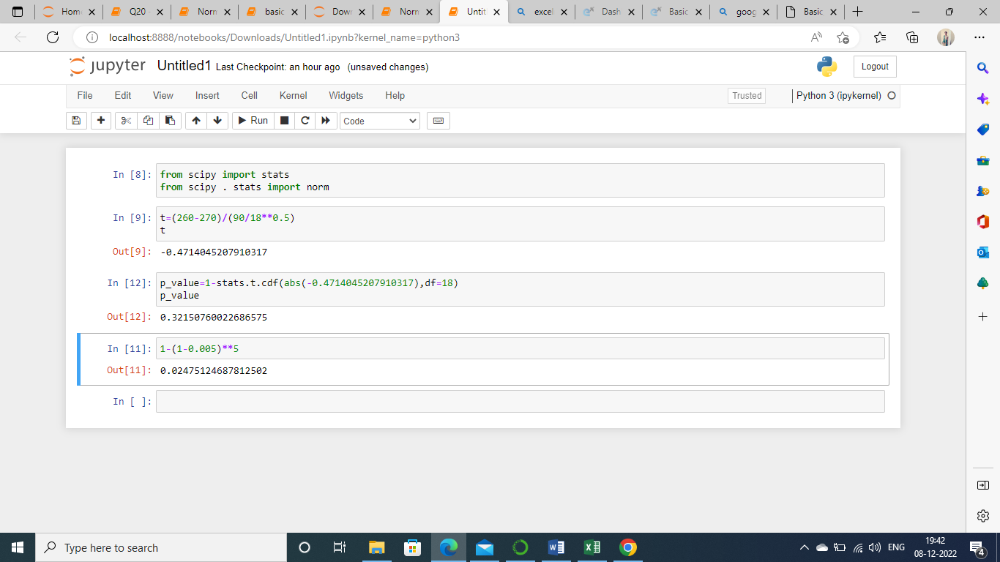 Home
Q20 -
Norm
basic
Down
Norm
Untit
excel
Dash
Basic
goog
Basic
localhost:8888/notebooks/Downloads/Untitled1.ipynb?kernel_name=python3
jupyter Untitled1 Last Checkpoint: an hour ago (unsaved changes)
Logout
File Edit View Insert Cell Kernel Widgets Help
Trusted
Python 3 (ipykernel)
Run
Code
In [8]: from scipy import stats
from scipy . stats import norm
In [9]: t=(260-270)/(90/18**0.5)
t
Out[9]: -0.4714045207910317
In [12]: p_value=1-stats.t.cdf(abs(-0.4714045207910317),df=18)
p_value
Out[12]: 0.32150760022686575
In [11]: 1-(1-0.005)**5
Out[11]: 0.02475124687812502
In [ ]:
Type here to search
ENG
19:42
08-12-2022
4